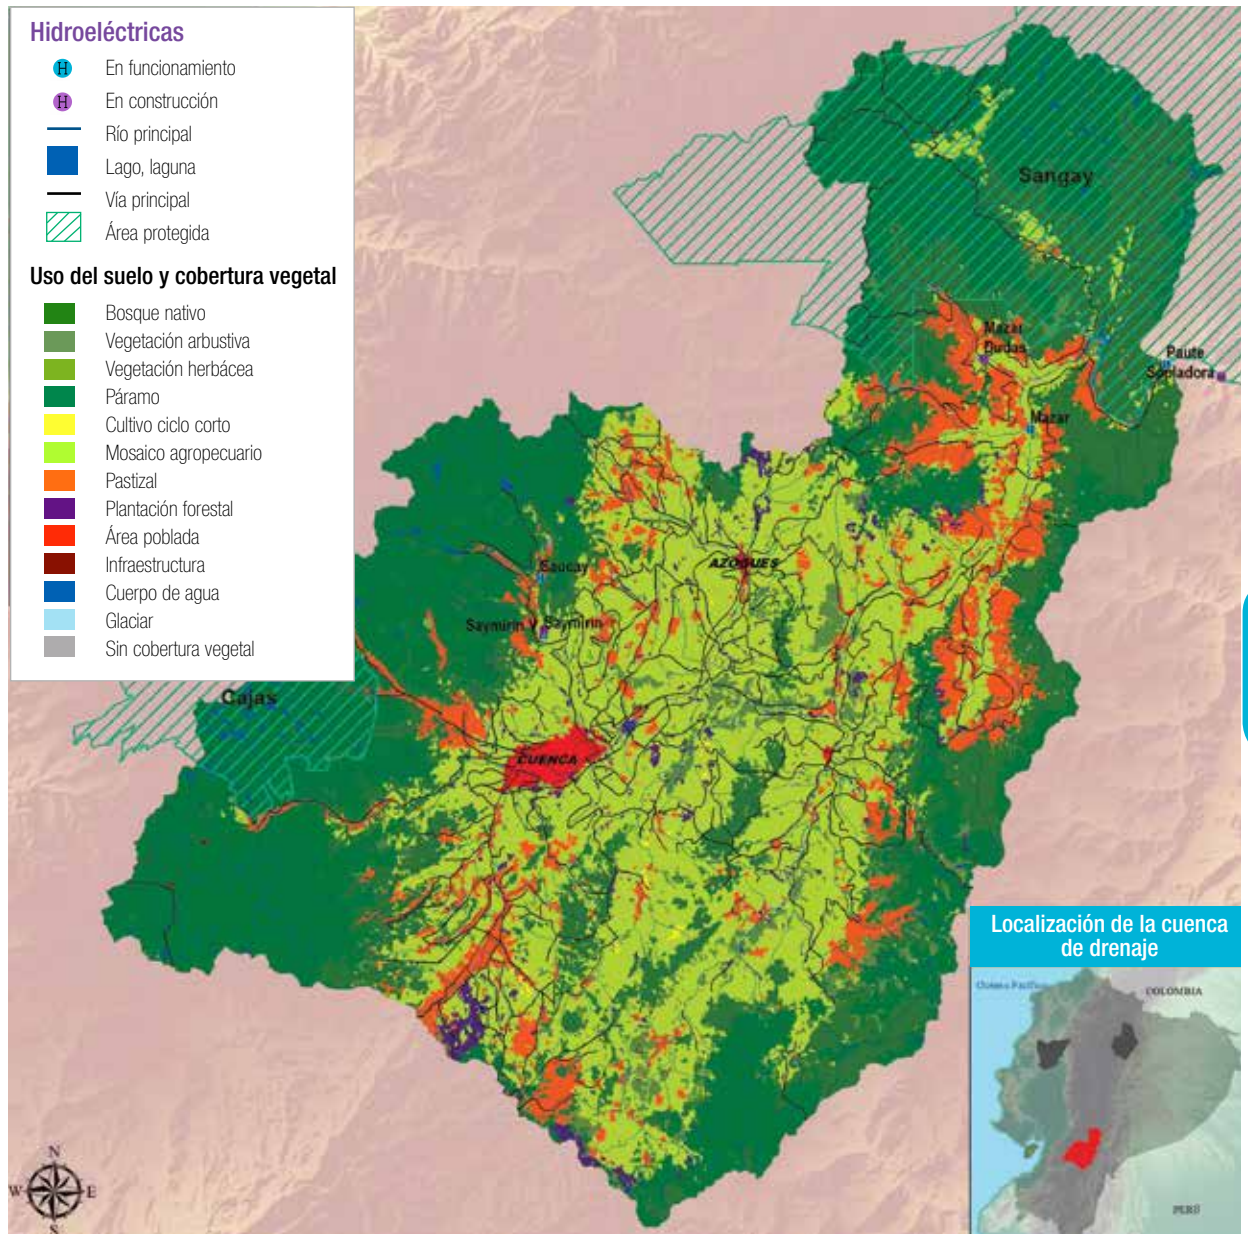 Hidroeléctricas
H En funcionamiento
H En construcción
Río principal
Lago, laguna
Vía principal
Área protegida
Uso del suelo y cobertura vegetal
Bosque nativo
Vegetación arbustiva
Vegetación herbácea
Páramo
Cultivo ciclo corto
Mosaico agropecuario
Pastizal
Plantación forestal
Área poblada
Infraestructura
Cuerpo de agua
Glaciar
Sin cobertura vegetal
Sangay
Mazar
Dudas
Paute
Sopladora
Mazar
AZOGUES
Saucay
Saymirin y Saymirin
Cajas
CUENCA
Localización de la cuenca
de drenaje
COLOMBIA
PERÚ
N
W
E
S